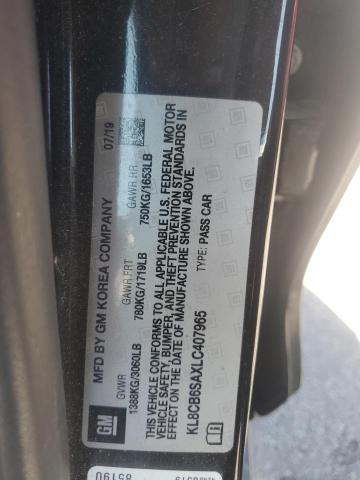 MFD BY GM KOREA COMPANY 07/19
GVWR GAWR FRT GAWR RR
1388KG/3060LB 780KG/1719LB 750KG/1653LB
THIS VEHICLE CONFORMS TO ALL APPLICABLE U.S. FEDERAL MOTOR
VEHICLE SAFETY, BUMPER, AND THEFT PREVENTION STANDARDS IN
EFFECT ON THE DATE OF MANUFACTURE SHOWN ABOVE.
TYPE: PASS CAR
KL8CB6SAXLC407965
GM
85190